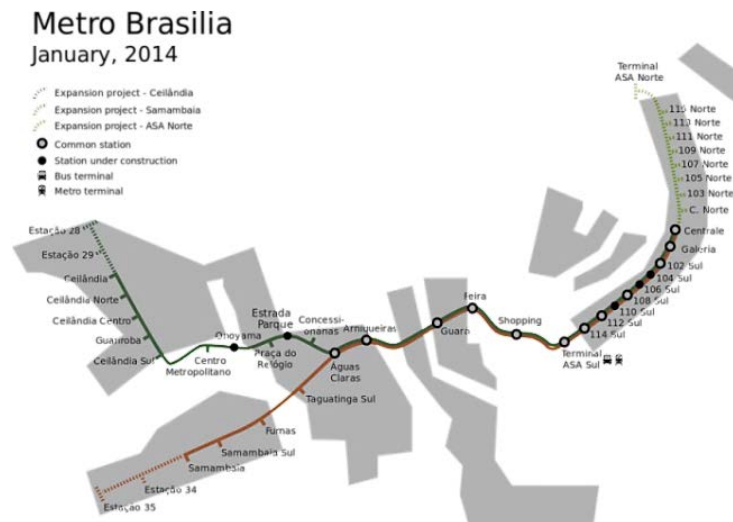 Metro Brasilia
January, 2014
Expansion project - Ceilândia
Expansion project - Samambaia
Expansion project - ASA Norte
Common station
Station under construction
Bus terminal
Metro terminal
Terminal
ASA Norte
115 Norte
113 Norte
111 Norte
109 Norte
107 Norte
105 Norte
103 Norte
C. Norte
Centrale
Galeria
102 Sul
104 Sul
106 Sul
108 Sul
110 Sul
112 Sul
114 Sul
Terminal
ASA Sul
Shopping
Feira
Guara
Arniqueiras
Aguas
Claras
Concessi-
onanas
Estrada
Parque
Praça do
Relógio
Onoyama
Centro
Metropolitano
Estação 28
Estação 29
Ceilândia
Ceilândia Norte
Ceilândia Centro
Guariroba
Ceilândia Sul
Taguatinga Sul
Furnas
Samambaia Sul
Samambaia
Estação 34
Estação 35